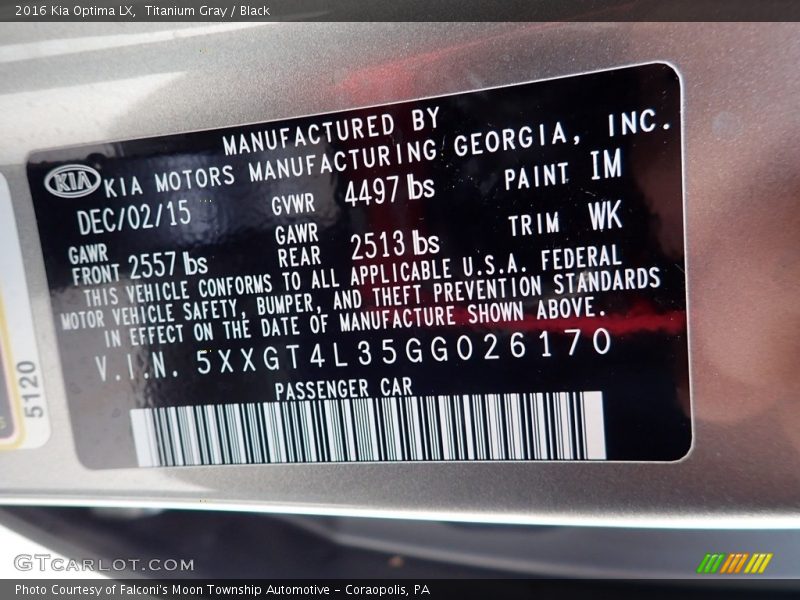 2016 Kia Optima LX, Titanium Gray / Black
MANUFACTURED BY
KIA KIA MOTORS MANUFACTURING GEORGIA, INC.
DEC/02/15 GVWR 4497 lbs PAINT IM
GAWR FRONT 2557 lbs GAWR REAR 2513 lbs TRIM WK
THIS VEHICLE CONFORMS TO ALL APPLICABLE U.S.A. FEDERAL
MOTOR VEHICLE SAFETY, BUMPER, AND THEFT PREVENTION STANDARDS
IN EFFECT ON THE DATE OF MANUFACTURE SHOWN ABOVE.
V.I.N. 5XXGT4L35GG026170
PASSENGER CAR
5120
GTCARLOT.COM
Photo Courtesy of Falconi's Moon Township Automotive – Coraopolis, PA